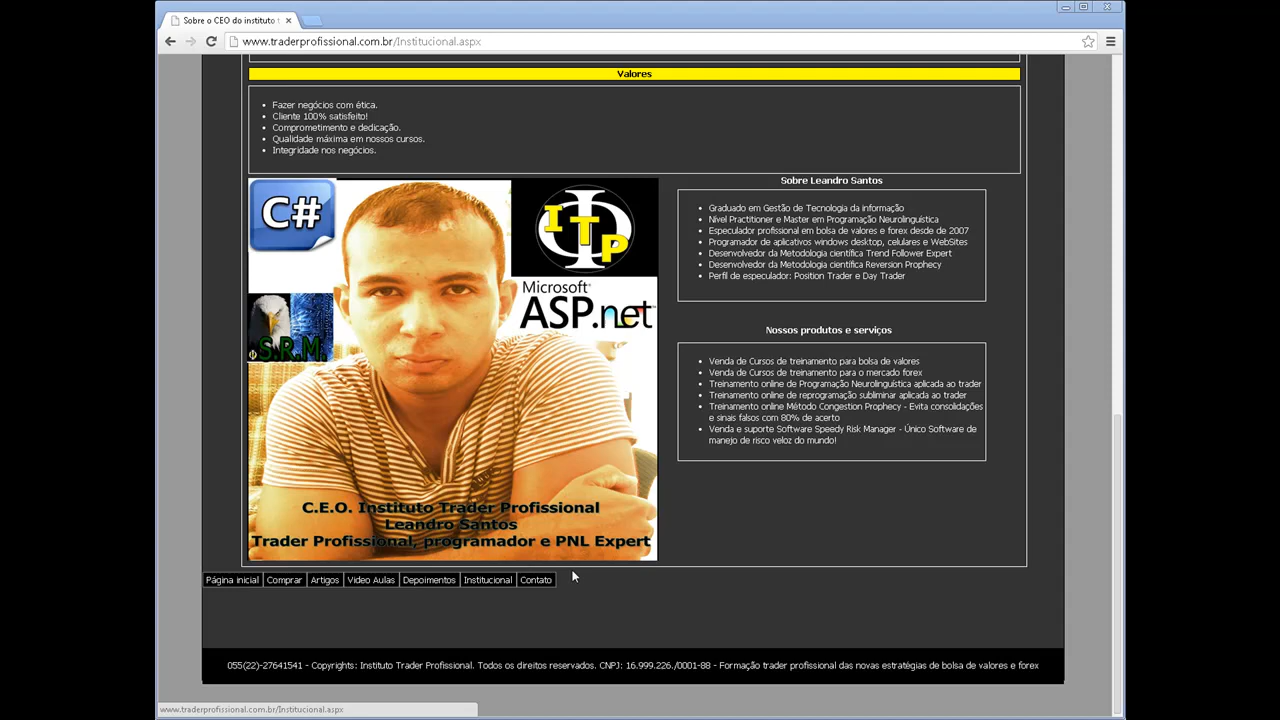 Sobre o CEO do instituto t
www.traderprofissional.com.br/Institucional.aspx
Valores
Fazer negócios com ética.
Cliente 100% satisfeito!
Comprometimento e dedicação.
Qualidade máxima em nossos cursos.
Integridade nos negócios.
C#
ITP
Microsoft®
ASP.net
S.R.M.
C.E.O. Instituto Trader Profissional
Leandro Santos
Trader Profissional, programador e PNL Expert
Sobre Leandro Santos
Graduado em Gestão de Tecnologia da informação
Nível Practitioner e Master em Programação Neurolinguística
Especulador profissional em bolsa de valores e forex desde de 2007
Programador de aplicativos windows desktop, celulares e WebSites
Desenvolvedor da Metodologia científica Trend Follower Expert
Desenvolvedor da Metodologia científica Reversion Prophecy
Perfil de especulador: Position Trader e Day Trader
Nossos produtos e serviços
Venda de Cursos de treinamento para bolsa de valores
Venda de Cursos de treinamento para o mercado forex
Treinamento online de Programação Neurolinguística aplicada ao trader
Treinamento online de reprogramação subliminar aplicada ao trader
Treinamento online Método Congestion Prophecy - Evita consolidações
e sinais falsos com 80% de acerto
Venda e suporte Software Speedy Risk Manager - Único Software de
manejo de risco veloz do mundo!
Página inicial Comprar Artigos Video Aulas Depoimentos Institucional Contato
055(22)-27641541 - Copyrights: Instituto Trader Profissional. Todos os direitos reservados. CNPJ: 16.999.226./0001-88 - Formação trader profissional das novas estratégias de bolsa de valores e forex
www.traderprofissional.com.br/Institucional.aspx